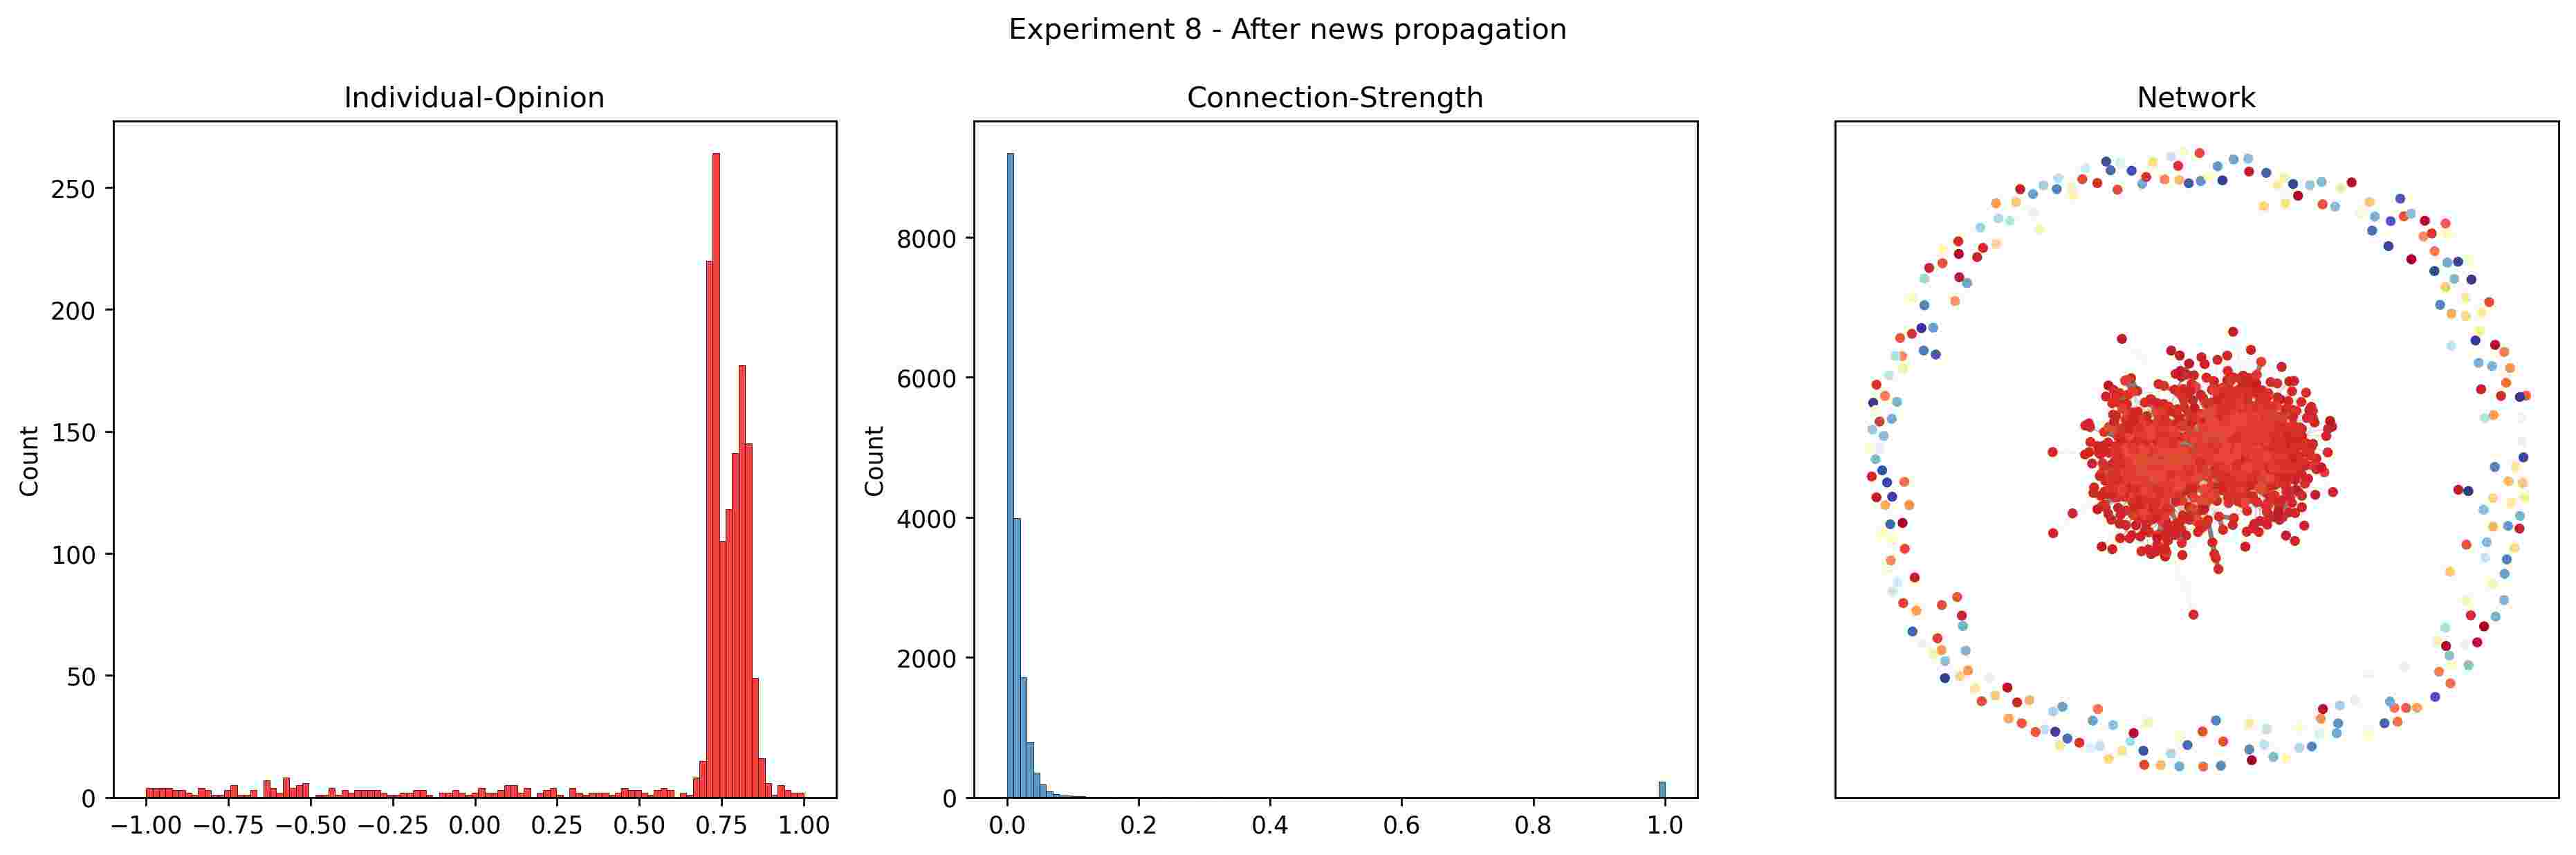 Experiment 8 - After news propagation
Individual-Opinion
Count
250
200
150
100
50
0
−1.00 −0.75 −0.50 −0.25 0.00 0.25 0.50 0.75 1.00
Connection-Strength
Count
8000
6000
4000
2000
0
0.0 0.2 0.4 0.6 0.8 1.0
Network